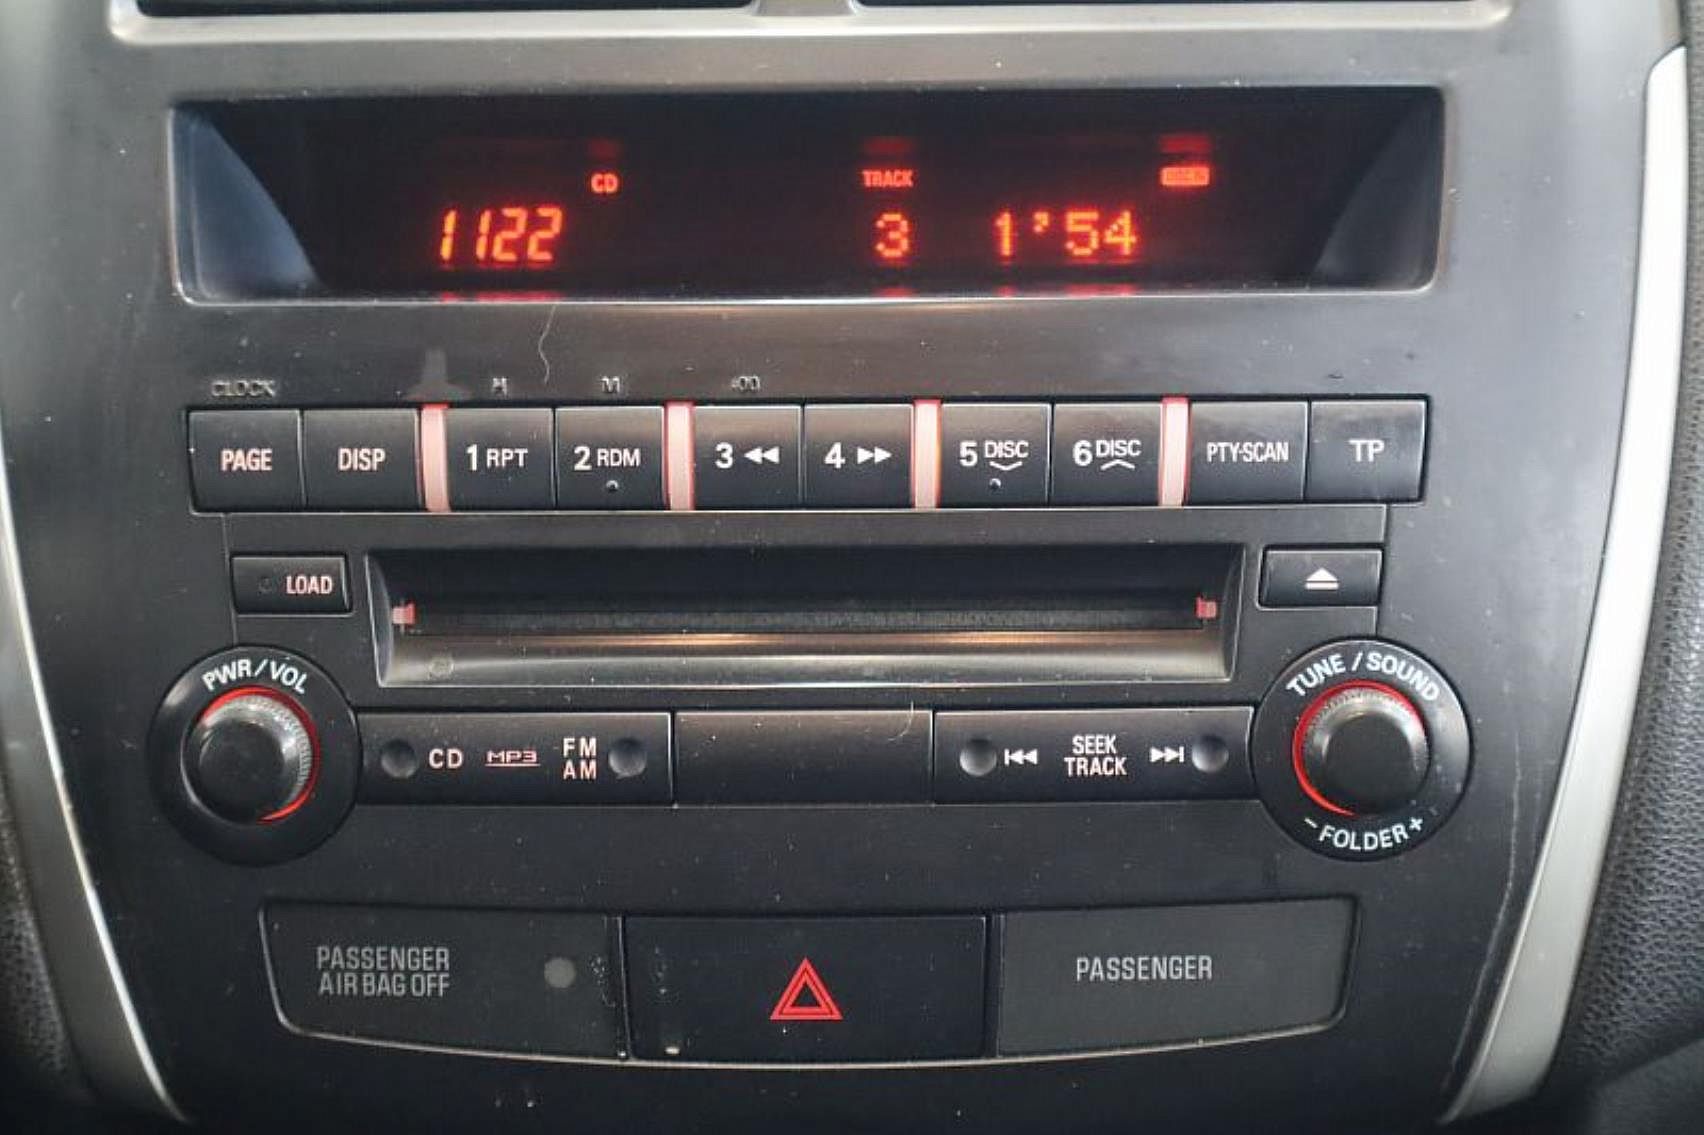 CD TRACK
1122 3 1'54
CLOCK :00
PAGE DISP 1 RPT 2 RDM 3 4 5 DISC 6 DISC PTY-SCAN TP
LOAD
PWR/VOL TUNE / SOUND
CD MP3 FM AM SEEK TRACK
- FOLDER +
PASSENGER
AIR BAG OFF
PASSENGER